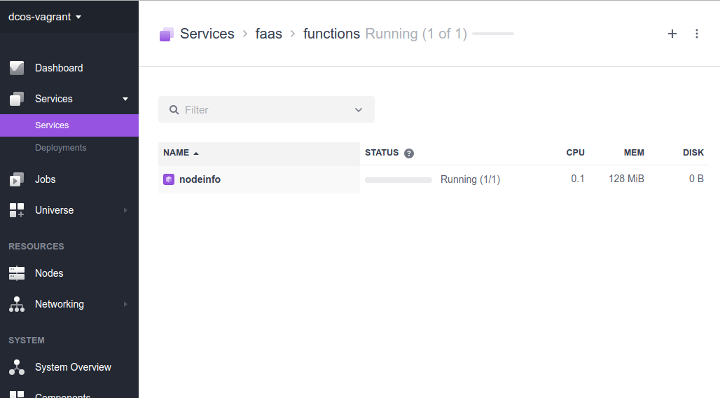 dcos-vagrant
Services > faas > functions Running (1 of 1)
Dashboard
Services
Services
Deployments
Jobs
Universe
RESOURCES
Nodes
Networking
SYSTEM
System Overview
Components
Filter
NAME STATUS ? CPU MEM DISK
nodeinfo Running (1/1) 0.1 128 MiB 0 B